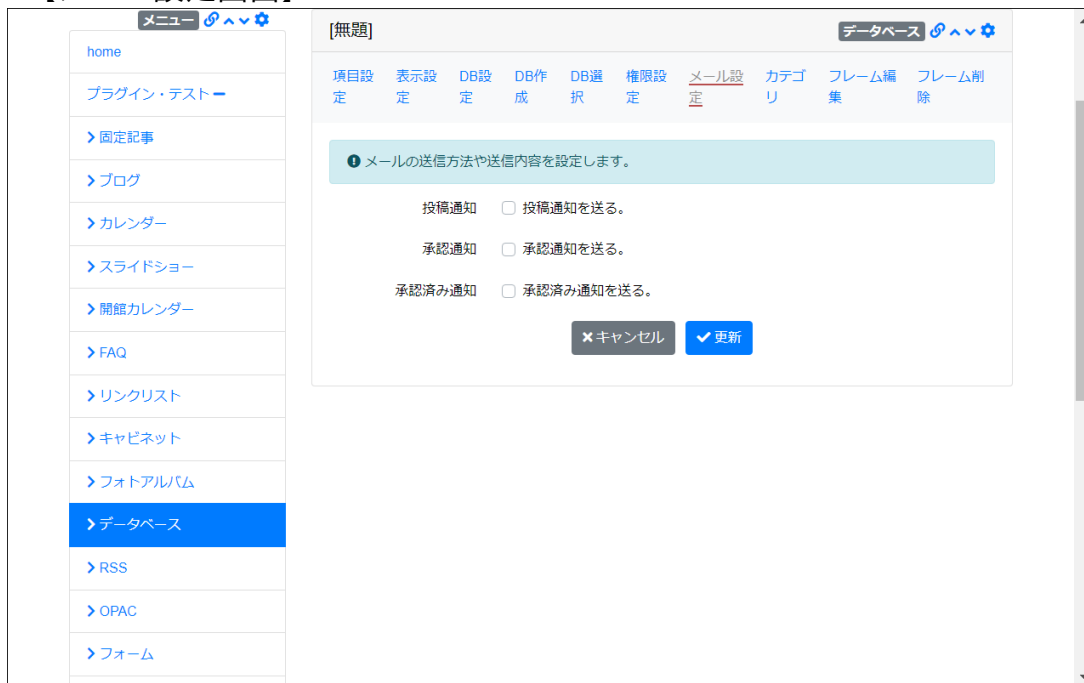 メニュー
home
プラグイン・テスト
固定記事
ブログ
カレンダー
スライドショー
開館カレンダー
FAQ
リンクリスト
キャビネット
フォトアルバム
データベース
RSS
OPAC
フォーム
[無題]
データベース
項目設定
表示設定
DB設定
DB作成
DB選択
権限設定
メール設定
カテゴリ
フレーム編集
フレーム削除
メールの送信方法や送信内容を設定します。
投稿通知 投稿通知を送る。
承認通知 承認通知を送る。
承認済み通知 承認済み通知を送る。
キャンセル 更新